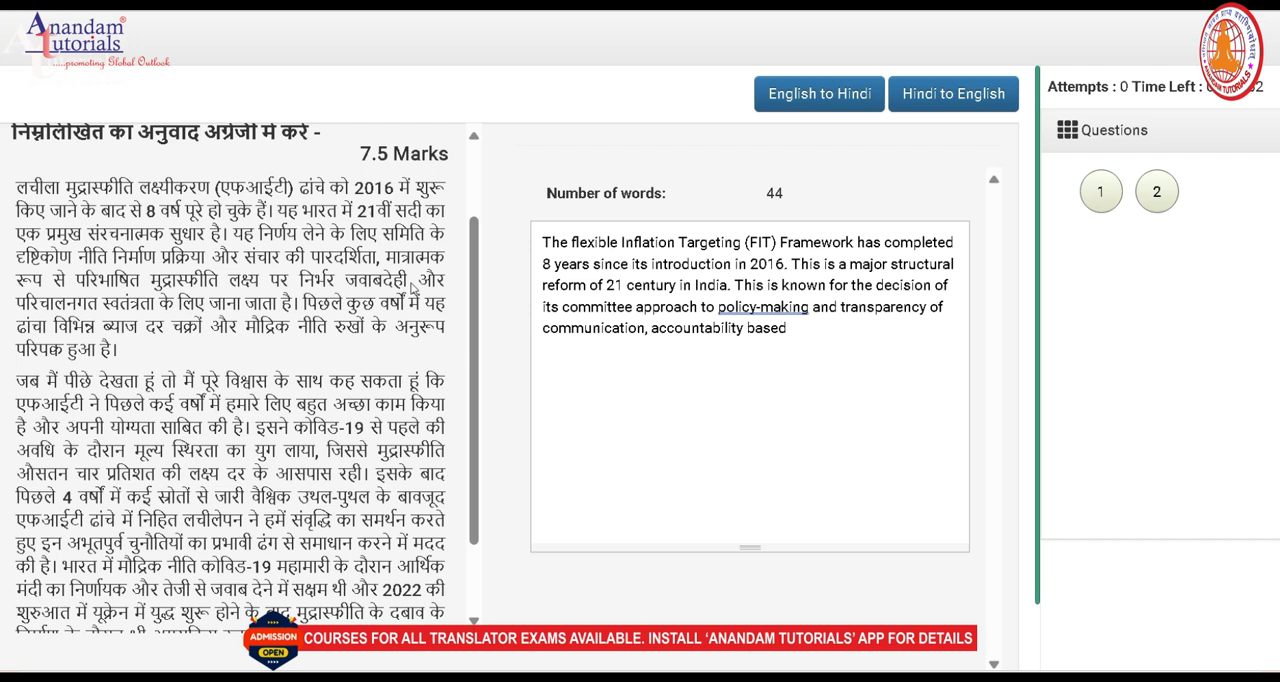 Anandam
Tutorials
.....promoting Global Outlook
English to Hindi
Hindi to English
Attempts : 0 Time Left :
Questions
1
2
निम्नलिखित का अनुवाद अंग्रेजी में करें -
7.5 Marks
लचीला मुद्रास्फीति लक्ष्यीकरण (एफआईटी) ढांचे को 2016 में शुरू
किए जाने के बाद से 8 वर्ष पूरे हो चुके हैं। यह भारत में 21वीं सदी का
एक प्रमुख संरचनात्मक सुधार है। यह निर्णय लेने के लिए समिति के
दृष्टिकोण नीति निर्माण प्रक्रिया और संचार की पारदर्शिता, मात्रात्मक
रूप से परिभाषित मुद्रास्फीति लक्ष्य पर निर्भर जवाबदेही और
परिचालनगत स्वतंत्रता के लिए जाना जाता है। पिछले कुछ वर्षों में यह
ढांचा विभिन्न ब्याज दर चक्रों और मौद्रिक नीति रुखों के अनुरूप
परिपक्व हुआ है।
जब मैं पीछे देखता हूं तो मैं पूरे विश्वास के साथ कह सकता हूं कि
एफआईटी ने पिछले कई वर्षों में हमारे लिए बहुत अच्छा काम किया
है और अपनी योग्यता साबित की है। इसने कोविड-19 से पहले की
अवधि के दौरान मूल्य स्थिरता का युग लाया, जिससे मुद्रास्फीति
औसतन चार प्रतिशत की लक्ष्य दर के आसपास रही। इसके बाद
पिछले 4 वर्षों में कई स्रोतों से जारी वैश्विक उथल-पुथल के बावजूद
एफआईटी ढांचे में निहित लचीलेपन ने हमें संवृद्धि का समर्थन करते
हुए इन अभूतपुर्व चुनौतियों का प्रभावी ढंग से समाधान करने में मदद
की है। भारत में मौद्रिक नीति कोविड-19 महामारी के दौरान आर्थिक
मंदी का निर्णायक और तेजी से जवाब देने में सक्षम थी और 2022 की
शुरुआत में यूक्रेन में युद्ध शुरू होने के बाद मुद्रास्फीति के दबाव के
Number of words: 44
The flexible Inflation Targeting (FIT) Framework has completed
8 years since its introduction in 2016. This is a major structural
reform of 21 century in India. This is known for the decision of
its committee approach to policy-making and transparency of
communication, accountability based
ADMISSION
OPEN
COURSES FOR ALL TRANSLATOR EXAMS AVAILABLE. INSTALL ‘ANANDAM TUTORIALS’ APP FOR DETAILS